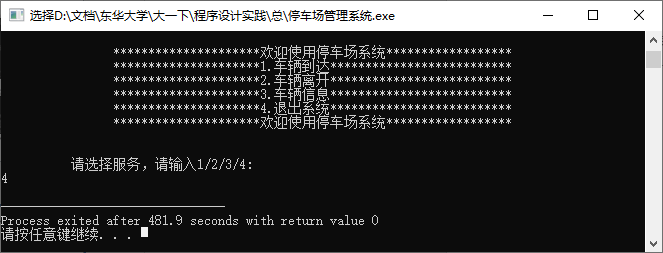 选择D:\文档\东华大学\大一下\程序设计实践\总\停车场管理系统.exe
*********************欢迎使用停车场系统******************
*********************1.车辆到达**************************
*********************2.车辆离开**************************
*********************3.车辆信息**************************
*********************4.退出系统**************************
*********************欢迎使用停车场系统******************
请选择服务，请输入1/2/3/4:
4
--------------------------------
Process exited after 481.9 seconds with return value 0
请按任意键继续. . .